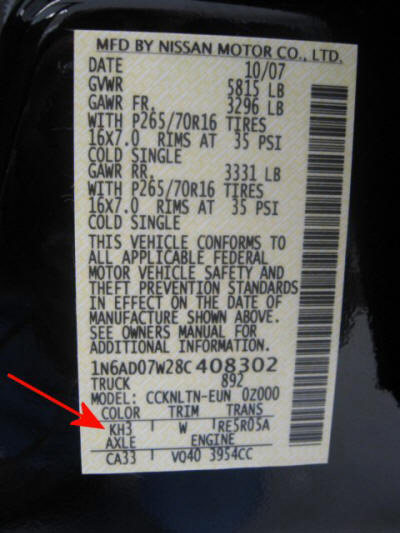 MFD BY NISSAN MOTOR CO., LTD.
DATE 10/07
GVWR 5815 LB
GAWR FR. 3296 LB
WITH P265/70R16 TIRES
16X7.0 RIMS AT 35 PSI
COLD SINGLE
GAWR RR. 3331 LB
WITH P265/70R16 TIRES
16X7.0 RIMS AT 35 PSI
COLD SINGLE
THIS VEHICLE CONFORMS TO
ALL APPLICABLE FEDERAL
MOTOR VEHICLE SAFETY AND
THEFT PREVENTION STANDARDS
IN EFFECT ON THE DATE OF
MANUFACTURE SHOWN ABOVE.
SEE OWNERS MANUAL FOR
ADDITIONAL INFORMATION.
1N6AD07W28C408302
TRUCK 892
MODEL: CCKNLTN-EUN 0Z000
COLOR TRIM TRANS
KH3 W RE5R05A
AXLE ENGINE
CA33 VQ40 3954CC